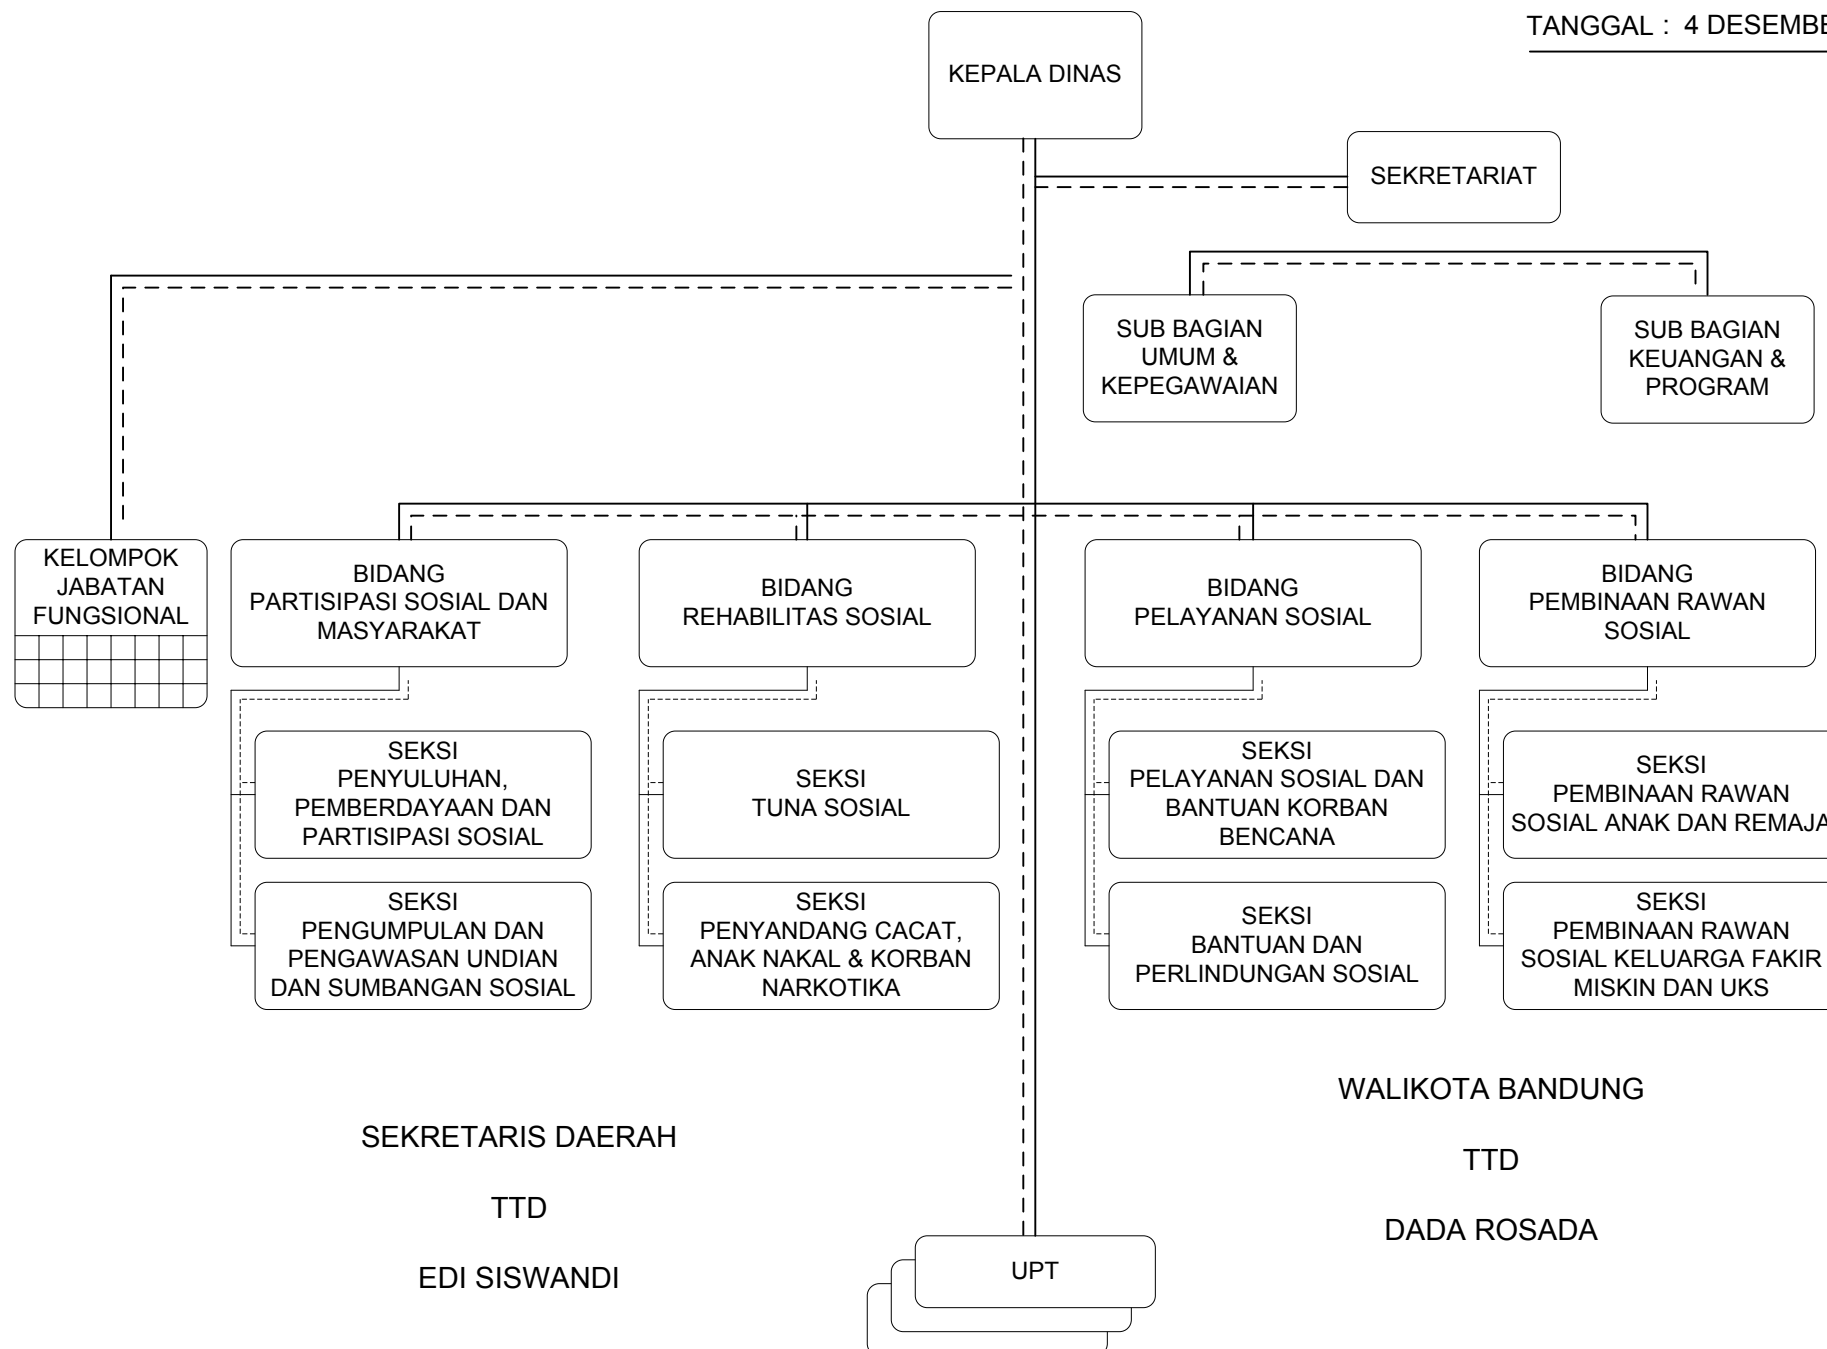 TANGGAL : 4 DESEMBE
KEPALA DINAS
SEKRETARIAT
SUB BAGIAN
UMUM &
KEPEGAWAIAN
SUB BAGIAN
KEUANGAN &
PROGRAM
KELOMPOK
JABATAN
FUNGSIONAL
BIDANG
PARTISIPASI SOSIAL DAN
MASYARAKAT
BIDANG
REHABILITAS SOSIAL
BIDANG
PELAYANAN SOSIAL
BIDANG
PEMBINAAN RAWAN
SOSIAL
SEKSI
PENYULUHAN,
PEMBERDAYAAN DAN
PARTISIPASI SOSIAL
SEKSI
TUNA SOSIAL
SEKSI
PELAYANAN SOSIAL DAN
BANTUAN KORBAN
BENCANA
SEKSI
PEMBINAAN RAWAN
SOSIAL ANAK DAN REMAJA
SEKSI
PENGUMPULAN DAN
PENGAWASAN UNDIAN
DAN SUMBANGAN SOSIAL
SEKSI
PENYANDANG CACAT,
ANAK NAKAL & KORBAN
NARKOTIKA
SEKSI
BANTUAN DAN
PERLINDUNGAN SOSIAL
SEKSI
PEMBINAAN RAWAN
SOSIAL KELUARGA FAKIR
MISKIN DAN UKS
SEKRETARIS DAERAH
TTD
EDI SISWANDI
WALIKOTA BANDUNG
TTD
DADA ROSADA
UPT